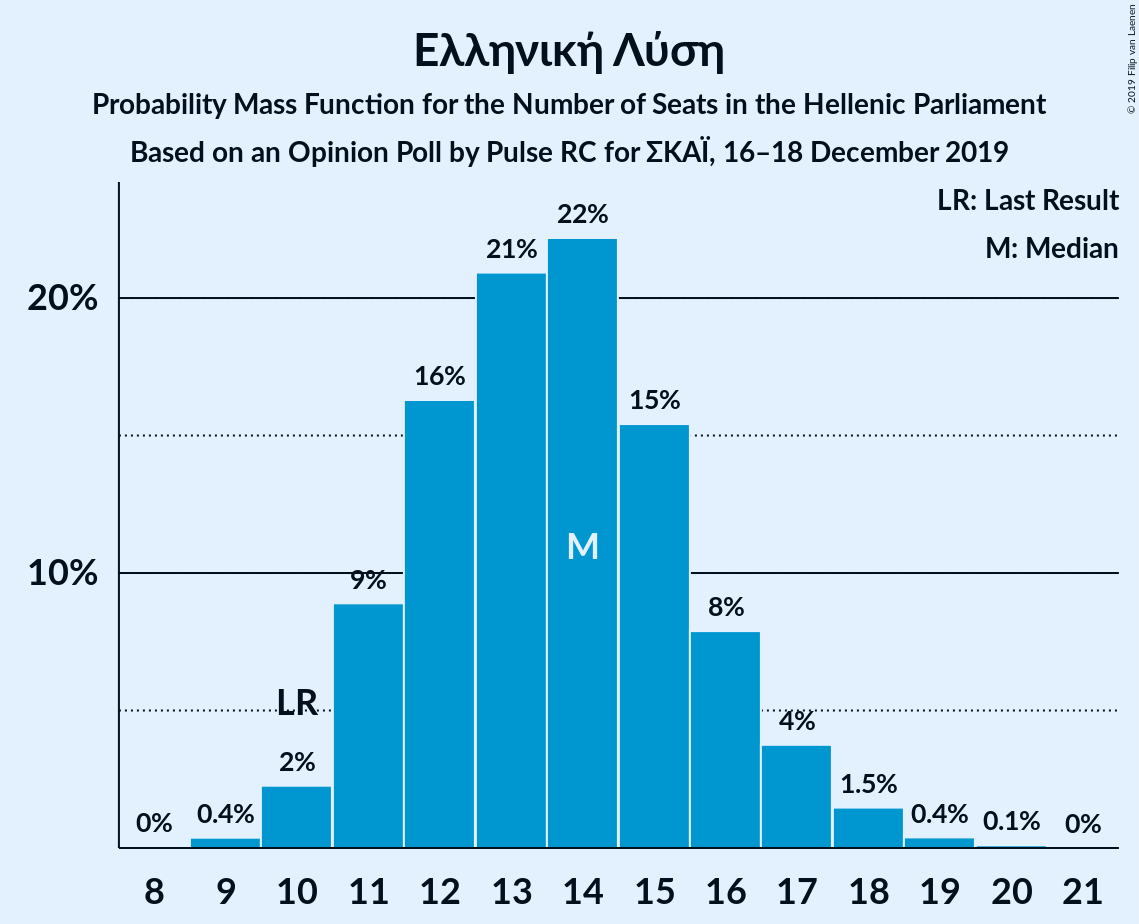 Ελληνική Λύση
Probability Mass Function for the Number of Seats in the Hellenic Parliament
Based on an Opinion Poll by Pulse RC for ΣΚΑΪ, 16–18 December 2019
© 2019 Filip van Laenen
LR: Last Result
M: Median
20%
10%
0%
0.4%
2%
LR
9%
16%
21%
22%
M
15%
8%
4%
1.5%
0.4%
0.1%
0%
8 9 10 11 12 13 14 15 16 17 18 19 20 21